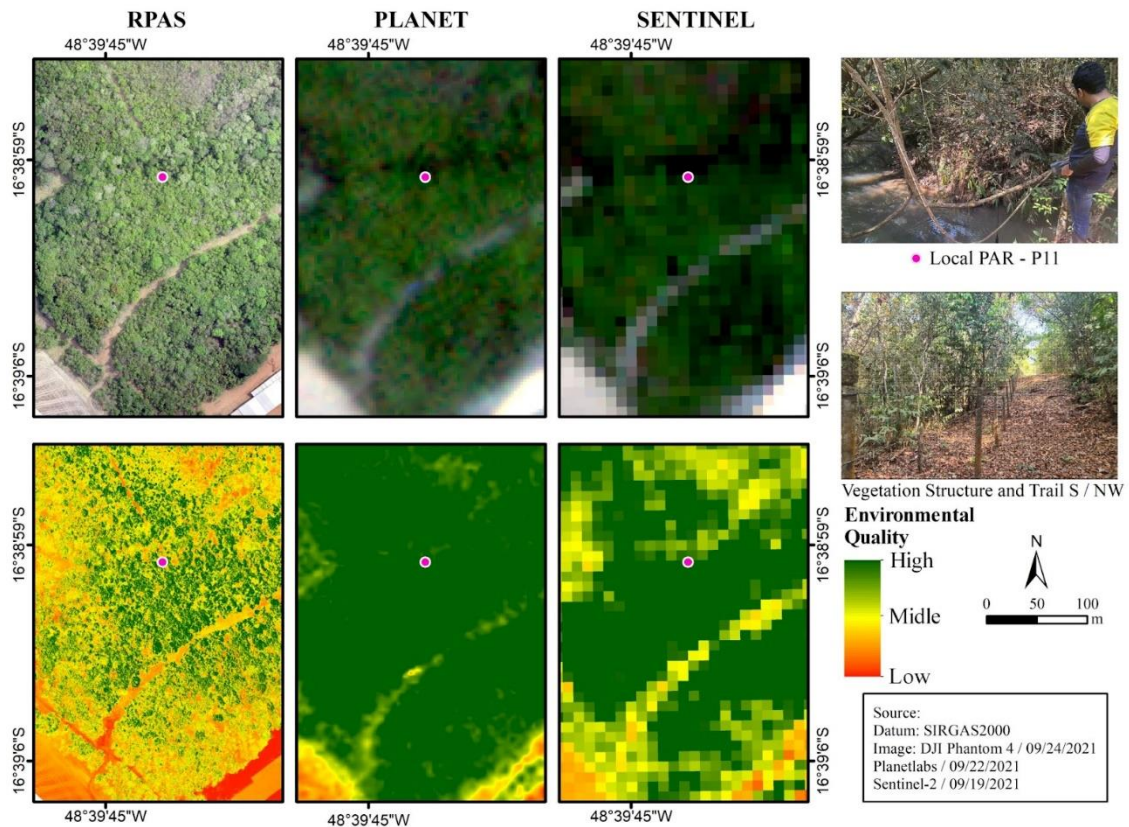 RPAS
PLANET
SENTINEL
48°39'45"W
48°39'45"W
48°39'45"W
16°38'59"S
16°39'6"S
16°38'59"S
16°39'6"S
Local PAR - P11
Vegetation Structure and Trail S / NW
16°38'59"S
16°39'6"S
16°38'59"S
16°39'6"S
48°39'45"W
48°39'45"W
48°39'45"W
Environmental
Quality
High
Midle
Low
N
0 50 100
m
Source:
Datum: SIRGAS2000
Image: DJI Phantom 4 / 09/24/2021
Planetlabs / 09/22/2021
Sentinel-2 / 09/19/2021